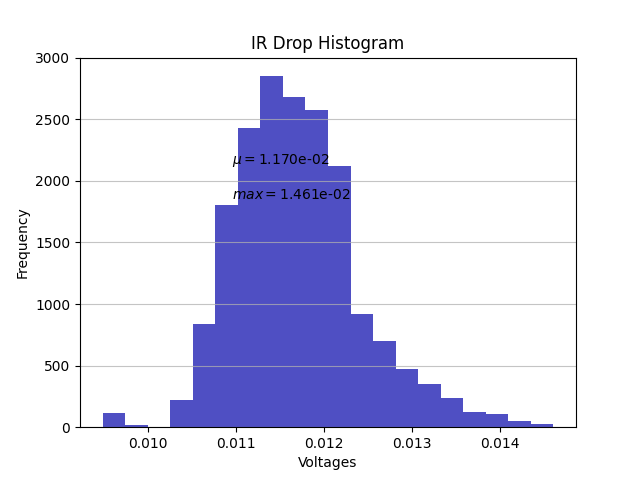 IR Drop Histogram
3000
2500
2000
1500
1000
500
0
Frequency
μ = 1.170e-02
max = 1.461e-02
0.010 0.011 0.012 0.013 0.014
Voltages